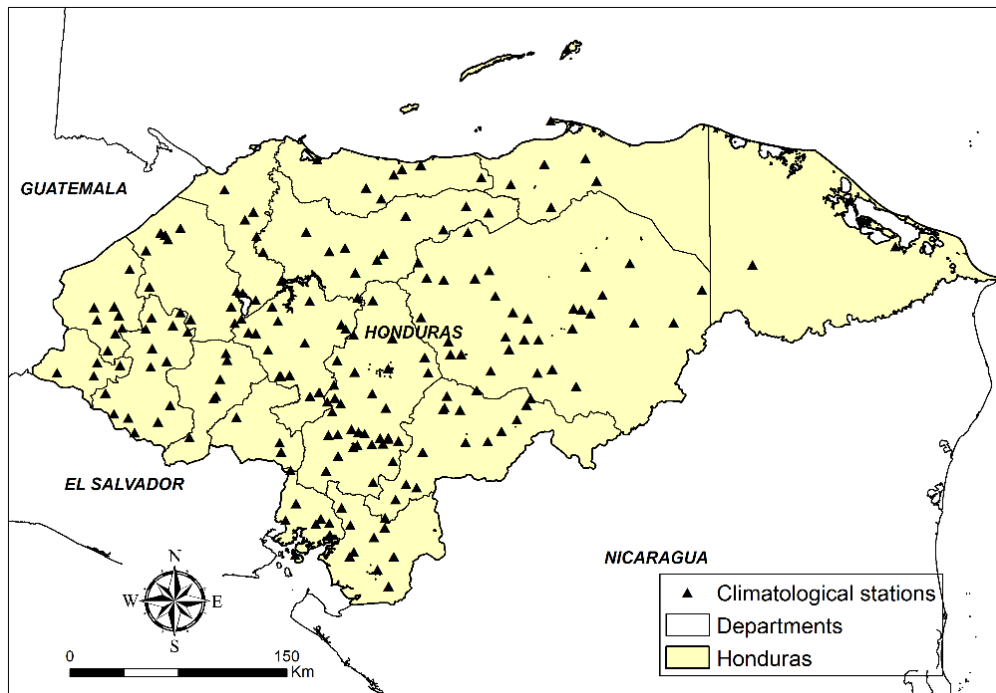 GUATEMALA
HONDURAS
EL SALVADOR
NICARAGUA
N
W E
S
0 150
Km
Climatological stations
Departments
Honduras